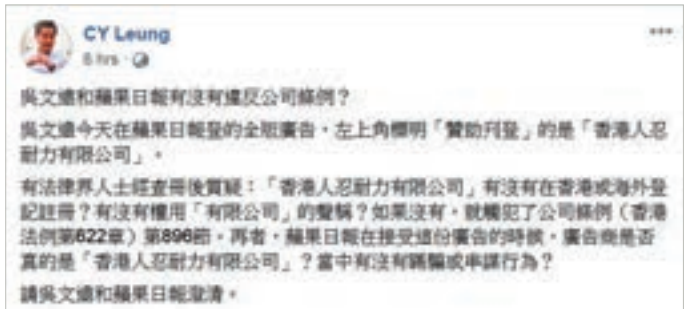 CY Leung
6 hrs
吳文遠和蘋果日報有沒有違反公司條例？
吳文遠今天在蘋果日報登的全版廣告，左上角標明「贊助刊登」的是「香港人忍
耐力有限公司」。
有法律界人士經查冊後質疑：「香港人忍耐力有限公司」有沒有在香港或海外登
記註冊？有沒有權用「有限公司」的聲稱？如果沒有，就觸犯了公司條例（香港
法例第622章）第896節。再者，蘋果日報在接受這份廣告的時候，廣告商是否
真的是「香港人忍耐力有限公司」？當中有沒有瞞騙或串謀行為？
請吳文遠和蘋果日報澄清。